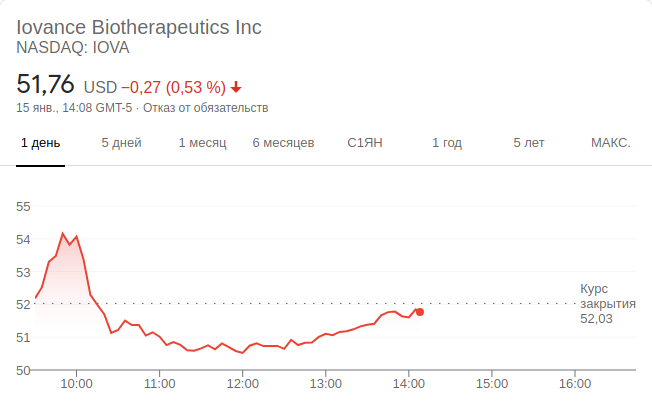 Iovance Biotherapeutics Inc
NASDAQ: IOVA
51,76 USD −0,27 (0,53 %)
15 янв., 14:08 GMT-5 · Отказ от обязательств
1 день 5 дней 1 месяц 6 месяцев С1ЯН 1 год 5 лет МАКС.
55
54
53
52
51
50
Курс
закрытия
52,03
10:00 11:00 12:00 13:00 14:00 15:00 16:00